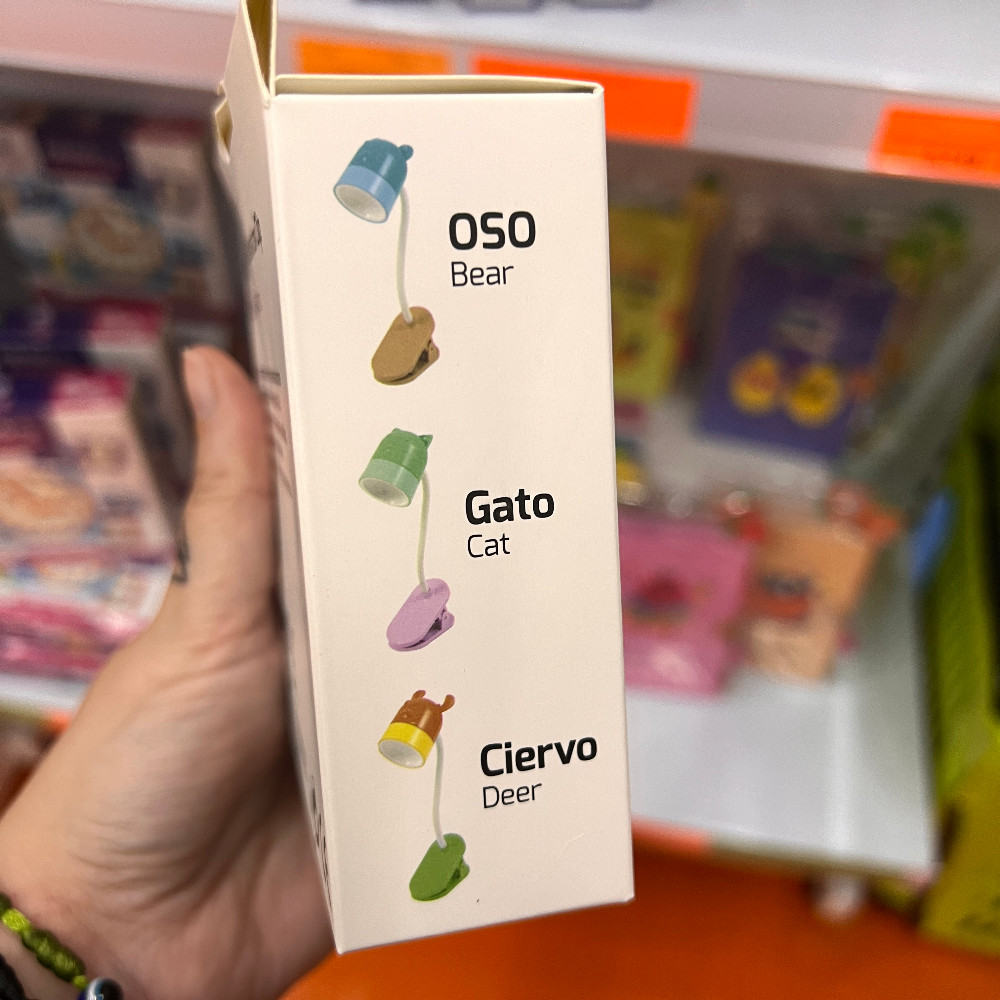 OSO
Bear
Gato
Cat
Ciervo
Deer